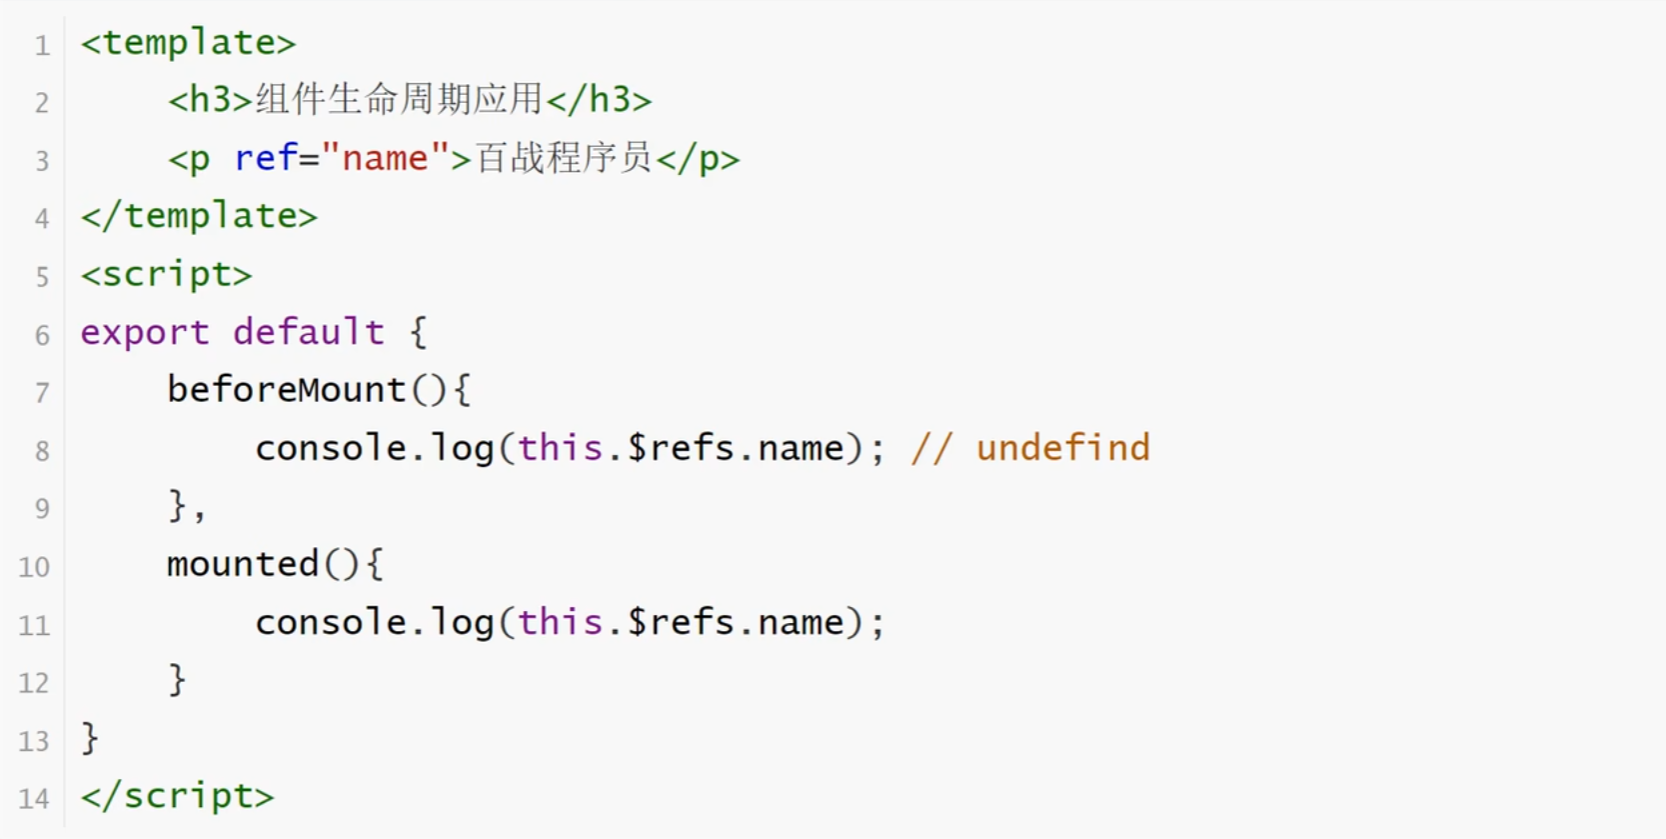 1 <template>
2     <h3>组件生命周期应用</h3>
3     <p ref="name">百战程序员</p>
4 </template>
5 <script>
6 export default {
7     beforeMount(){
8         console.log(this.$refs.name); // undefind
9     },
10     mounted(){
11         console.log(this.$refs.name);
12     }
13 }
14 </script>